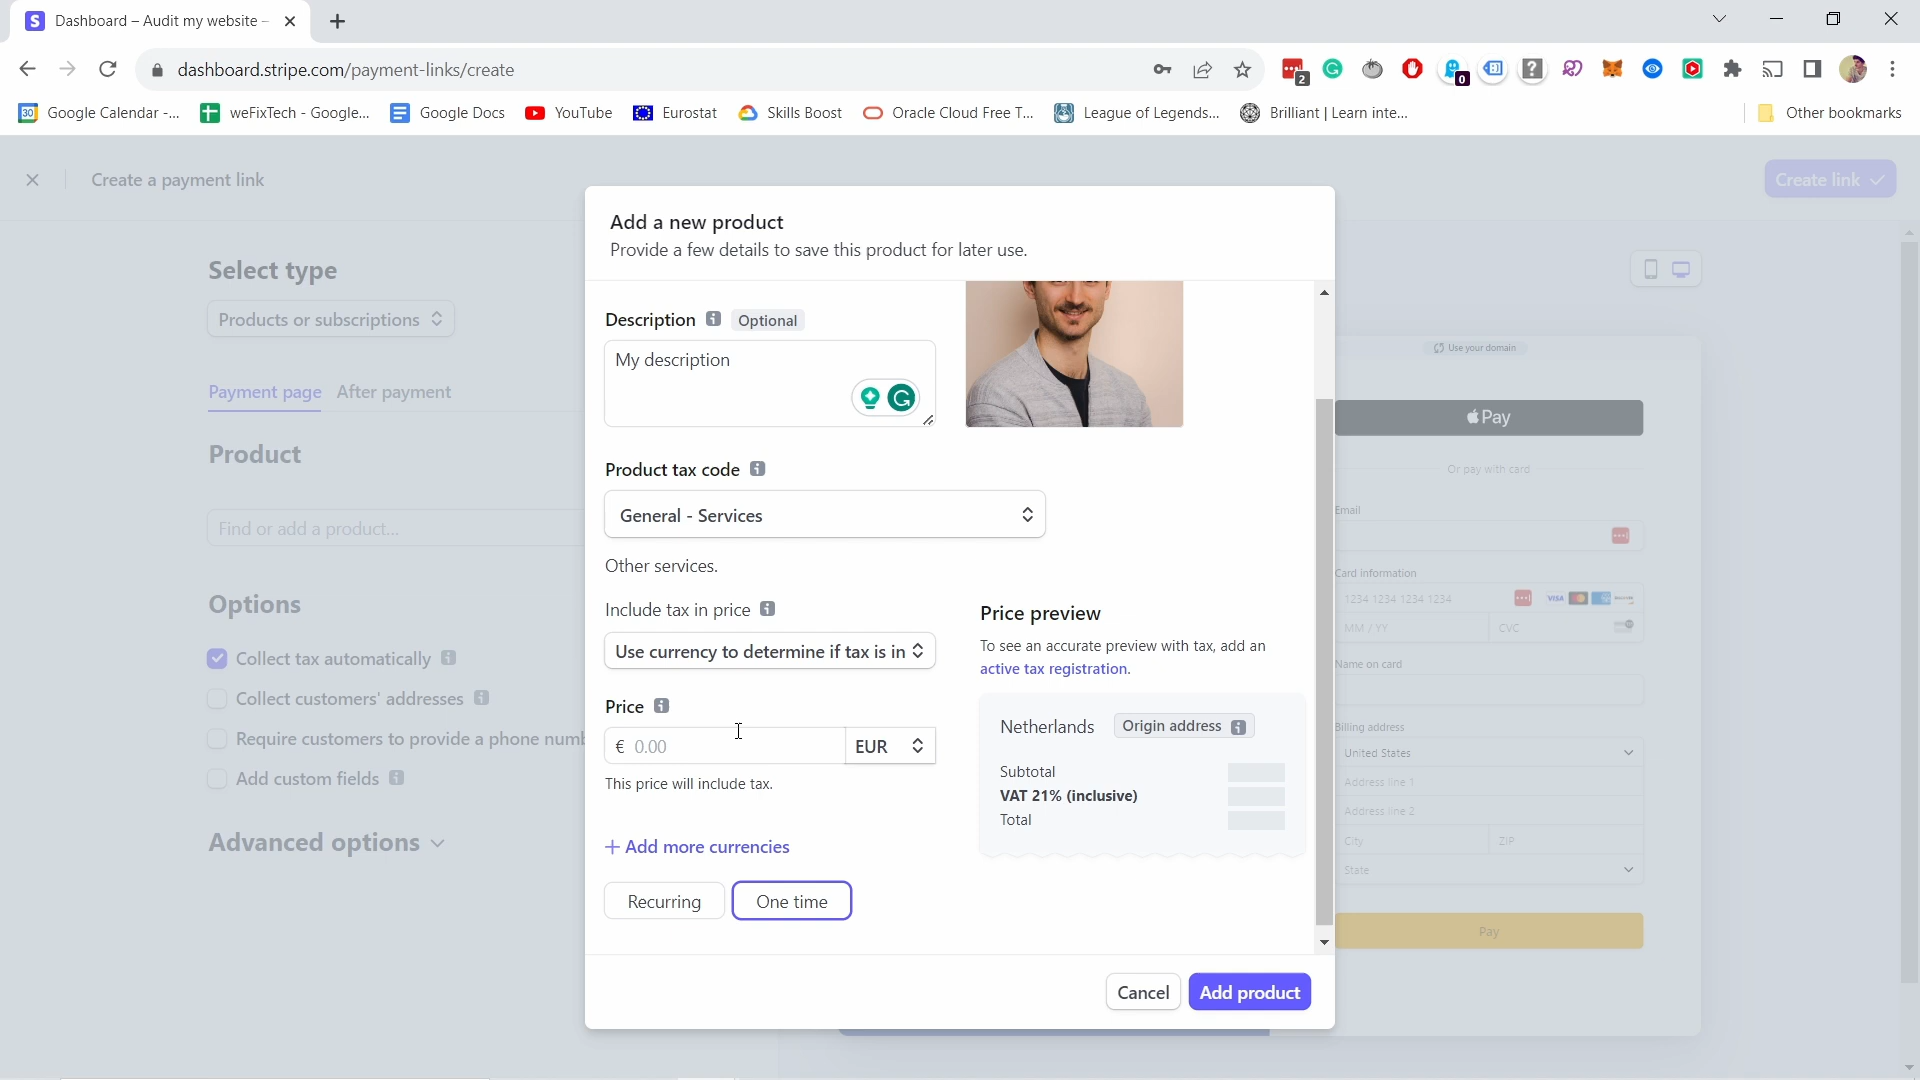 Dashboard – Audit my website –
dashboard.stripe.com/payment-links/create
2
0
Google Calendar -...
weFixTech - Google...
Google Docs
YouTube
Eurostat
Skills Boost
Oracle Cloud Free T...
League of Legends...
Brilliant | Learn inte...
Other bookmarks
Create a payment link
Create link
Select type
Products or subscriptions
Payment page
After payment
Product
Find or add a product...
Options
Collect tax automatically
Collect customers' addresses
Require customers to provide a phone numb
Add custom fields
Advanced options
Add a new product
Provide a few details to save this product for later use.
Description
Optional
My description
Product tax code
General - Services
Other services.
Include tax in price
Use currency to determine if tax is in
Price
€ 0.00
EUR
This price will include tax.
+ Add more currencies
Recurring
One time
Price preview
To see an accurate preview with tax, add an
active tax registration.
Netherlands
Origin address
Subtotal
VAT 21% (inclusive)
Total
Cancel
Add product
Use your domain
Pay
Or pay with card
Email
Card information
1234 1234 1234 1234
VISA
MM / YY
CVC
Name on card
Billing address
United States
Address line 1
Address line 2
City
ZIP
State
Pay